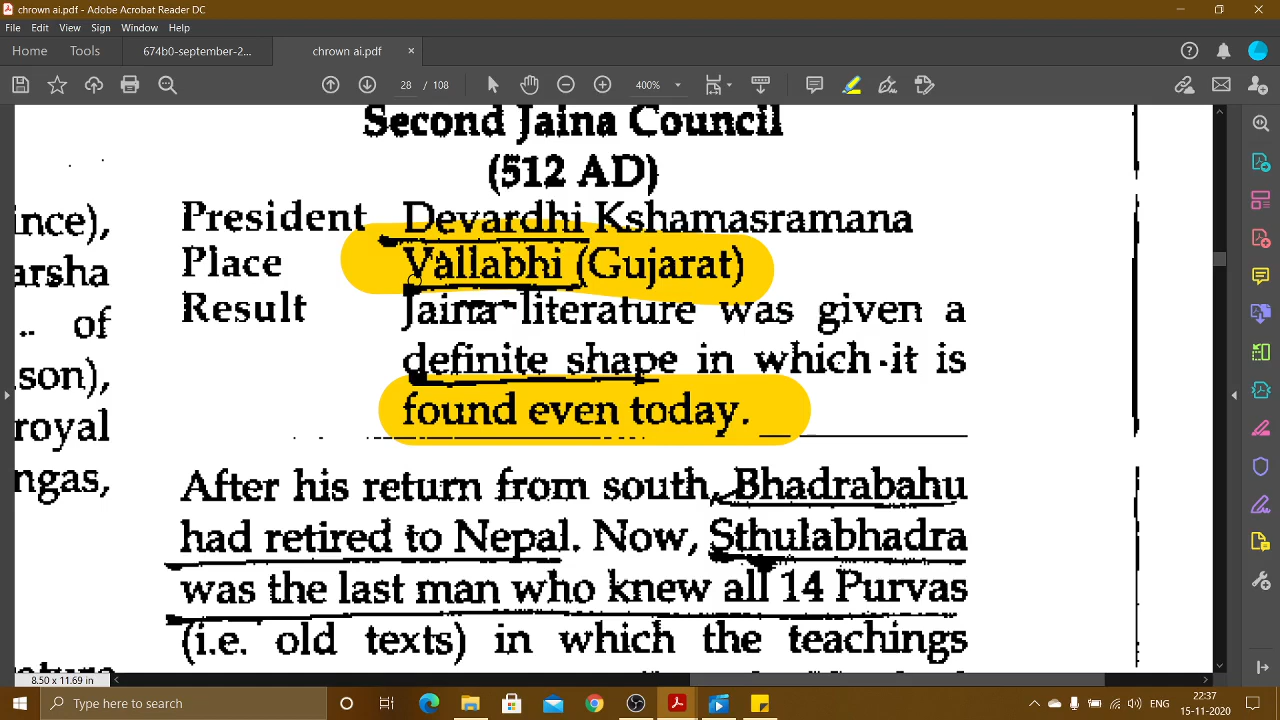 chrown ai.pdf - Adobe Acrobat Reader DC
File Edit View Sign Window Help
Home Tools 674b0-september-2... chrown ai.pdf ×
28 / 108 400%
Second Jaina Council
(512 AD)
ince), President Devardhi Kshamasramana
arsha Place Vallabhi (Gujarat)
.. of Result Jaina literature was given a
son), definite shape in which it is
royal found even today.
ngas, After his return from south, Bhadrabahu
had retired to Nepal. Now, Sthulabhadra
was the last man who knew all 14 Purvas
(i.e. old texts) in which the teachings
8.50 x 11.69 in
Type here to search
22:37
15-11-2020